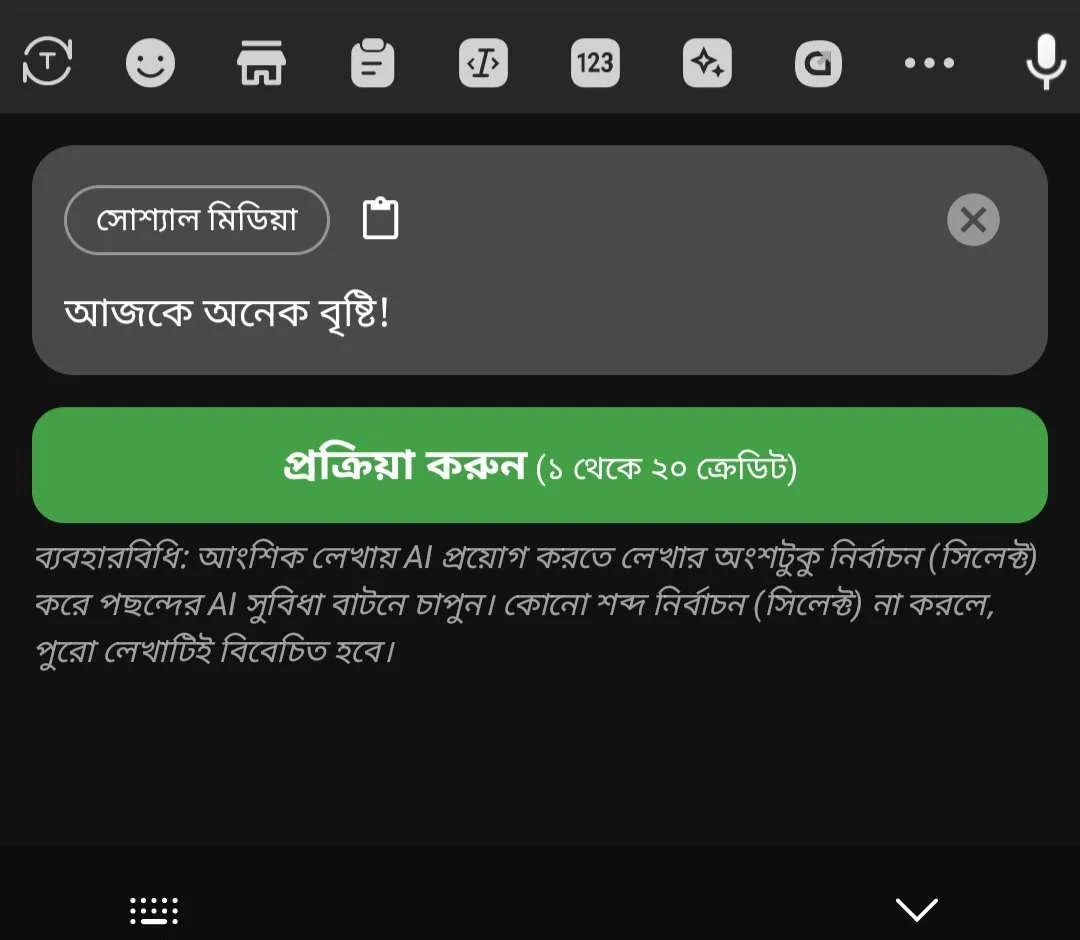 123
সোশ্যাল মিডিয়া
আজকে অনেক বৃষ্টি!
প্রক্রিয়া করুন (১ থেকে ২০ ক্রেডিট)
ব্যবহারবিধি: আংশিক লেখায় AI প্রয়োগ করতে লেখার অংশটুকু নির্বাচন (সিলেক্ট)
করে পছন্দের AI সুবিধা বাটনে চাপুন। কোনো শব্দ নির্বাচন (সিলেক্ট) না করলে,
পুরো লেখাটিই বিবেচিত হবে।